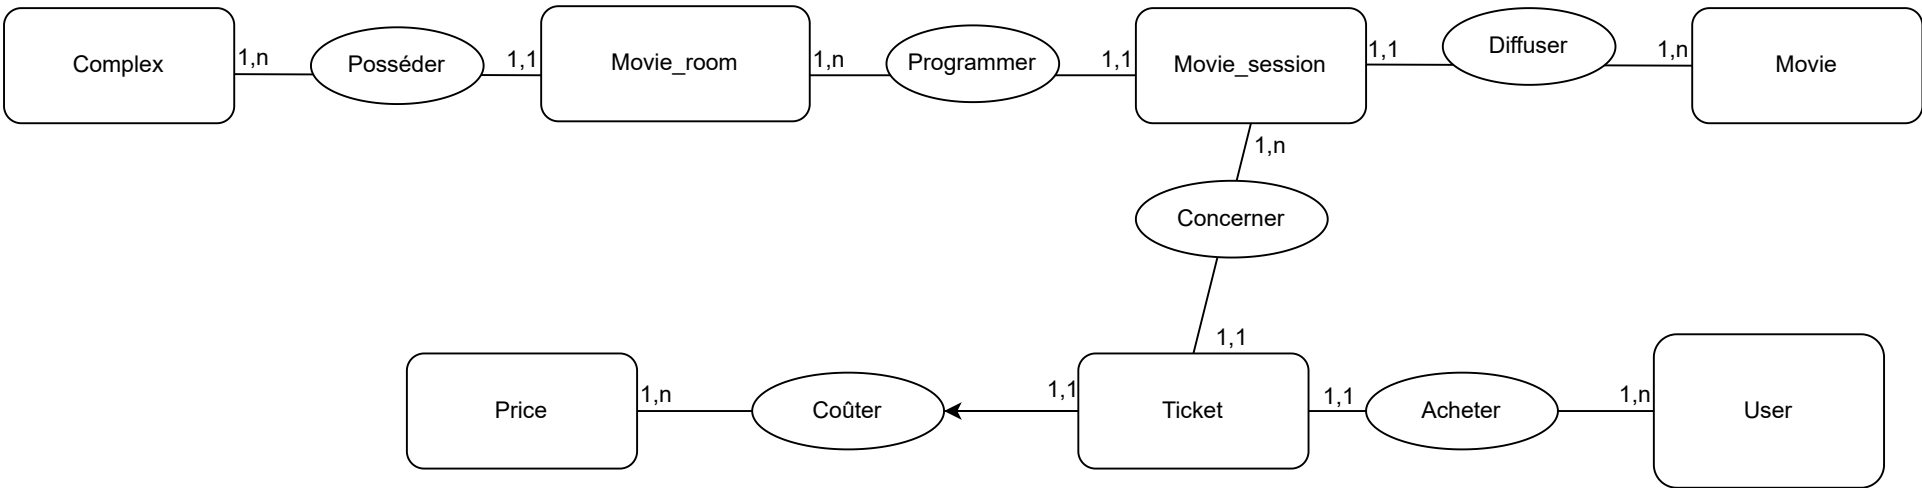 Complex
1,n
Posséder
1,1
Movie_room
1,n
Programmer
1,1
Movie_session
1,1
Diffuser
1,n
Movie
1,n
Concerner
1,1
Price
1,n
Coûter
1,1
Ticket
1,1
Acheter
1,n
User